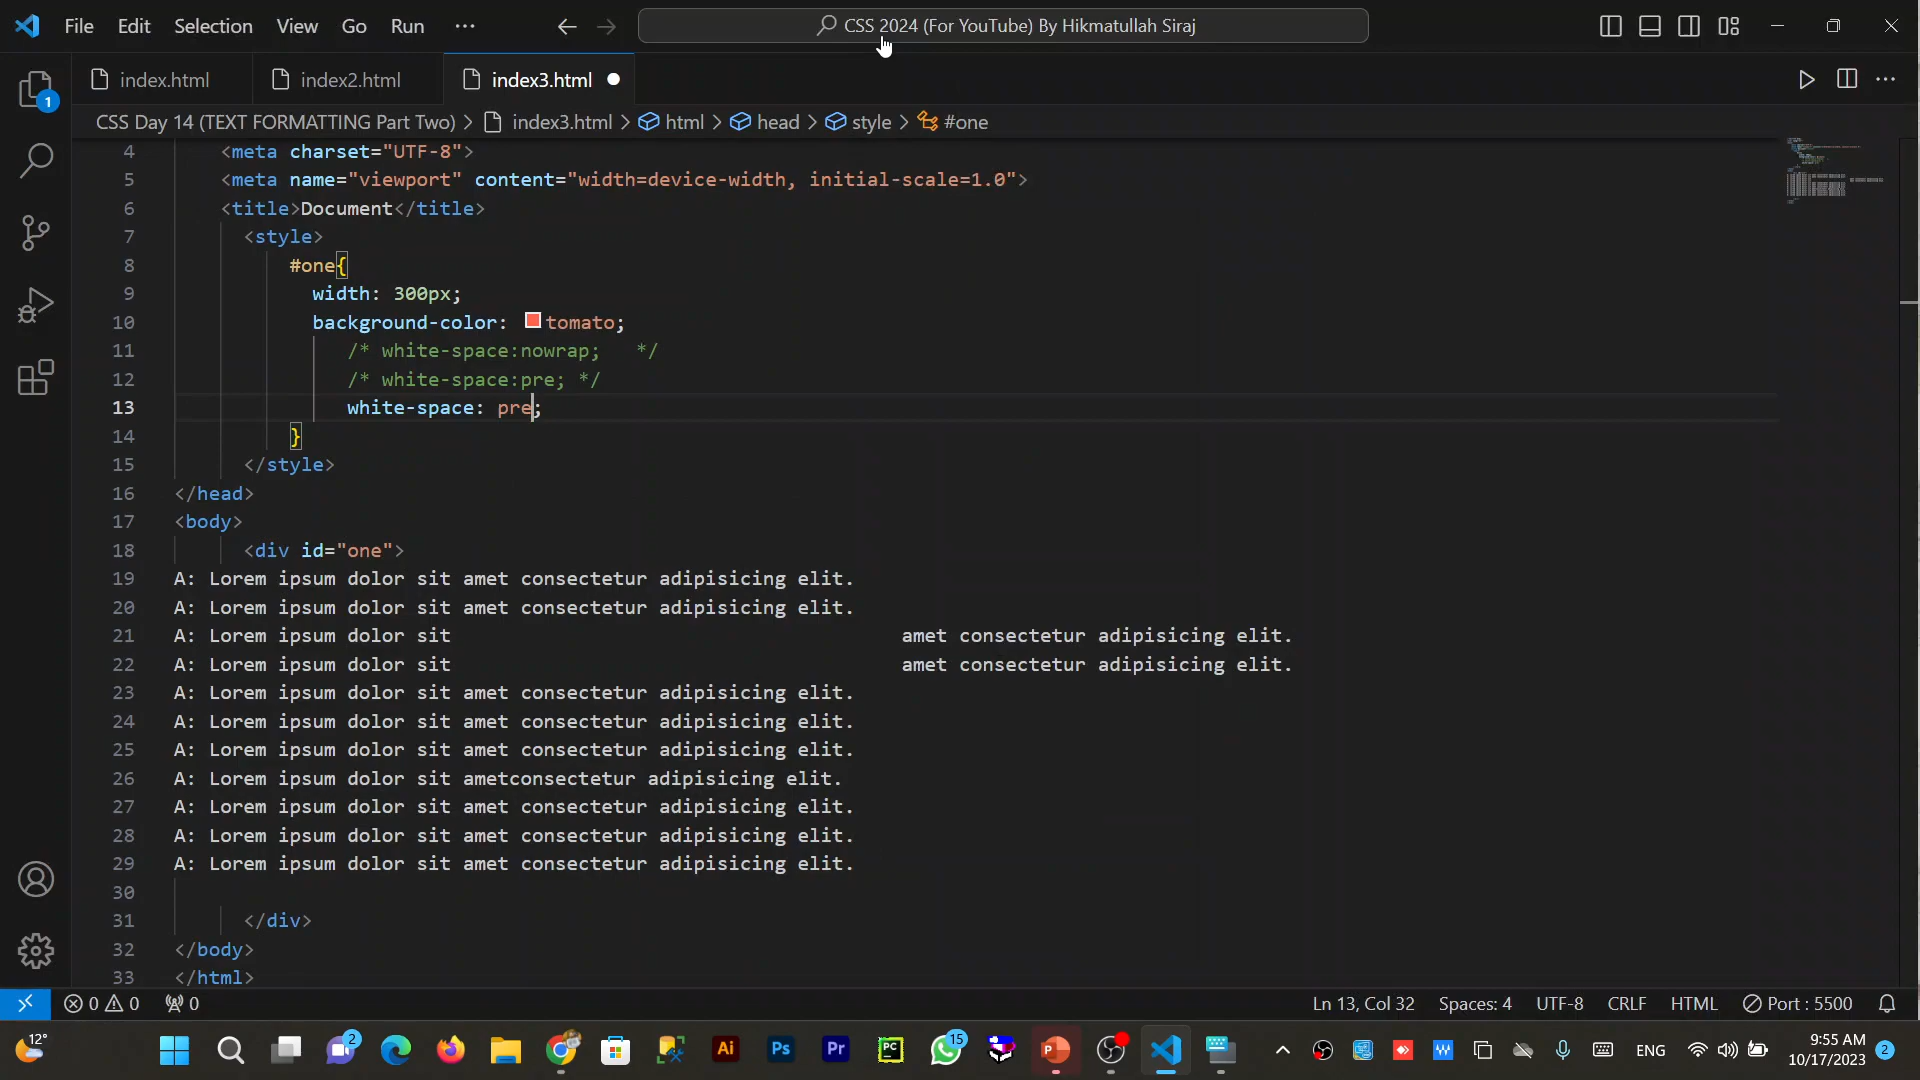 File Edit Selection View Go Run ···
CSS 2024 (For YouTube) By Hikmatullah Siraj
index.html index2.html index3.html
CSS Day 14 (TEXT FORMATTING Part Two) > index3.html > html > head > style > #one
4 <meta charset="UTF-8">
5 <meta name="viewport" content="width=device-width, initial-scale=1.0">
6 <title>Document</title>
7 <style>
8 #one{
9 width: 300px;
10 background-color: tomato;
11 /* white-space:nowrap;   */
12 /* white-space:pre; */
13 white-space: pre;
14 }
15 </style>
16 </head>
17 <body>
18 <div id="one">
19 A: Lorem ipsum dolor sit amet consectetur adipisicing elit.
20 A: Lorem ipsum dolor sit amet consectetur adipisicing elit.
21 A: Lorem ipsum dolor sit                                       amet consectetur adipisicing elit.
22 A: Lorem ipsum dolor sit                                       amet consectetur adipisicing elit.
23 A: Lorem ipsum dolor sit amet consectetur adipisicing elit.
24 A: Lorem ipsum dolor sit amet consectetur adipisicing elit.
25 A: Lorem ipsum dolor sit amet consectetur adipisicing elit.
26 A: Lorem ipsum dolor sit ametconsectetur adipisicing elit.
27 A: Lorem ipsum dolor sit amet consectetur adipisicing elit.
28 A: Lorem ipsum dolor sit amet consectetur adipisicing elit.
29 A: Lorem ipsum dolor sit amet consectetur adipisicing elit.
30
31 </div>
32 </body>
33 </html>
1
0 0 0 Ln 13, Col 32 Spaces: 4 UTF-8 CRLF HTML Port : 5500
12° 2 Ai Ps Pr PC 15 P ENG 9:55 AM
10/17/2023 2